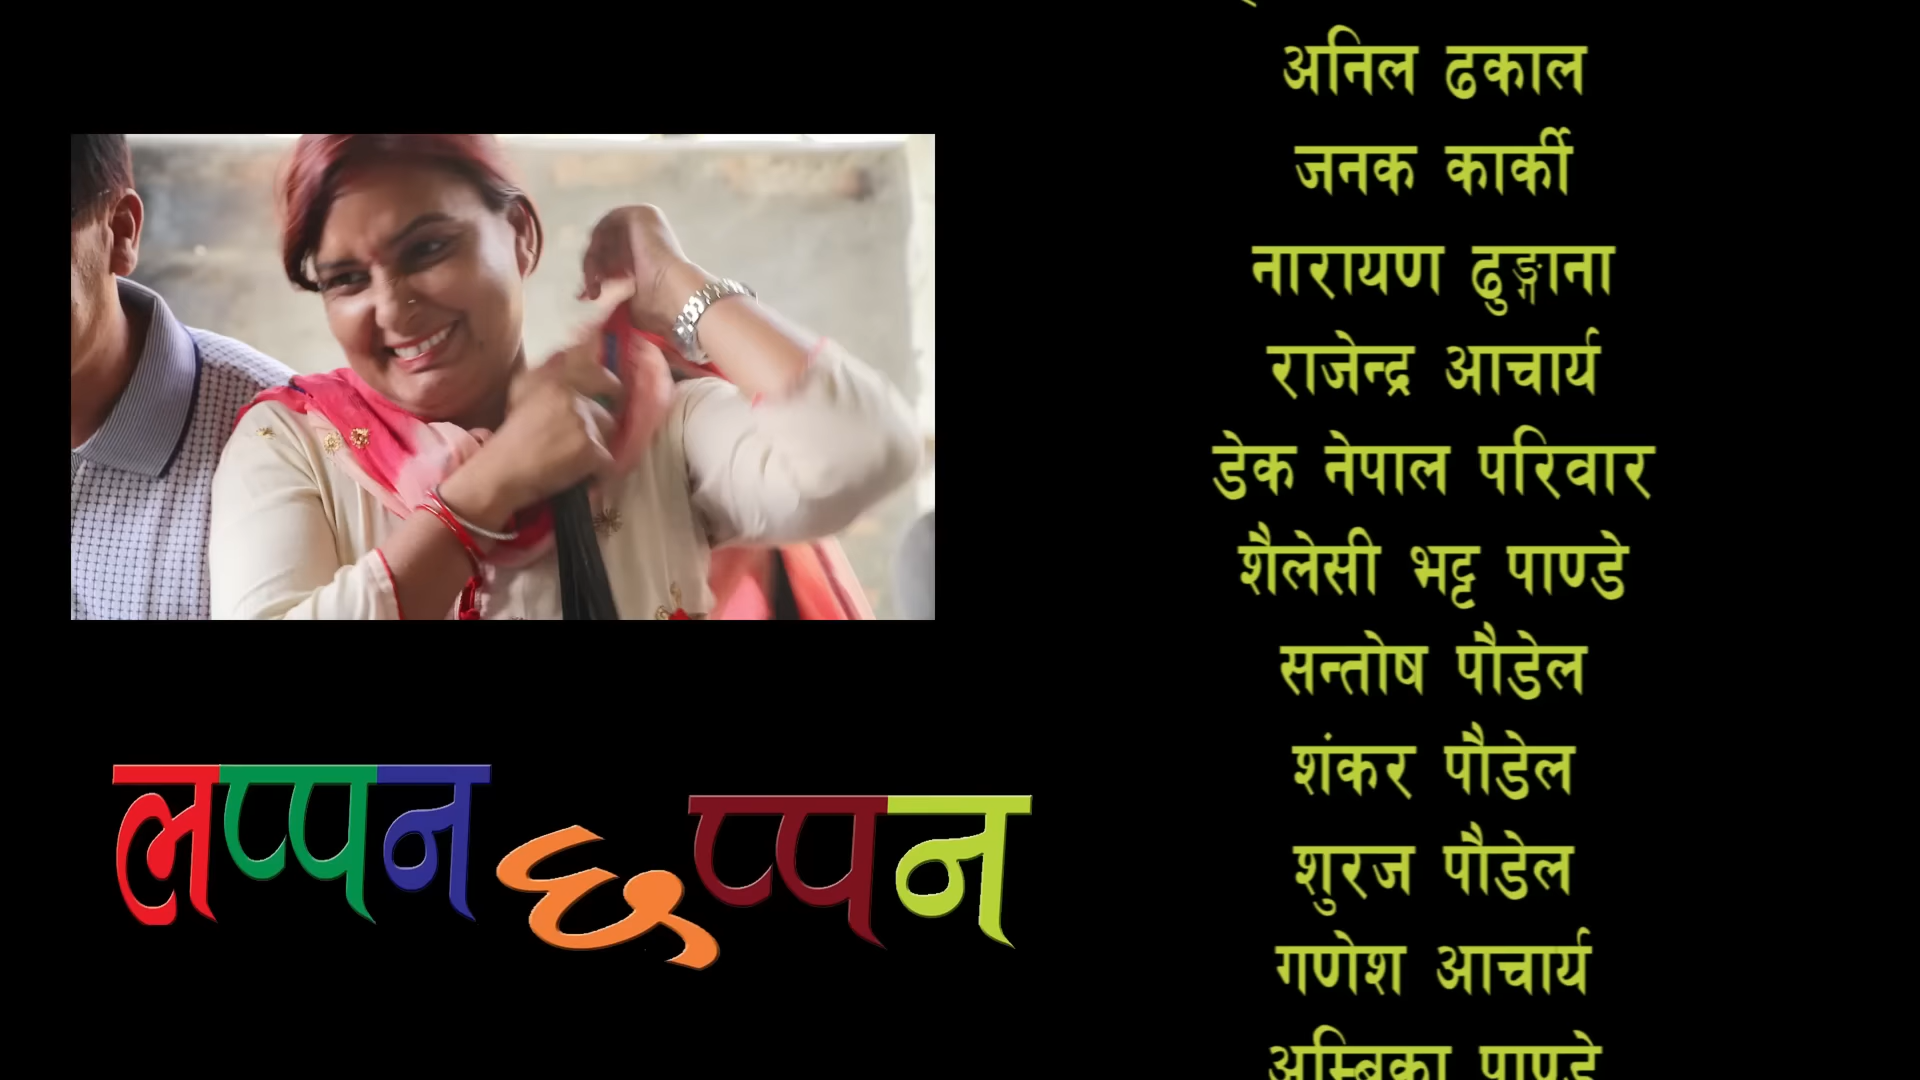 अनिल ढकाल
जनक कार्की
नारायण ढुङ्गाना
राजेन्द्र आचार्य
डेक नेपाल परिवार
शैलेसी भट्ट पाण्डे
सन्तोष पौडेल
शंकर पौडेल
शुरज पौडेल
गणेश आचार्य
अम्बिका पाण्डे
लप्पन छप्पन